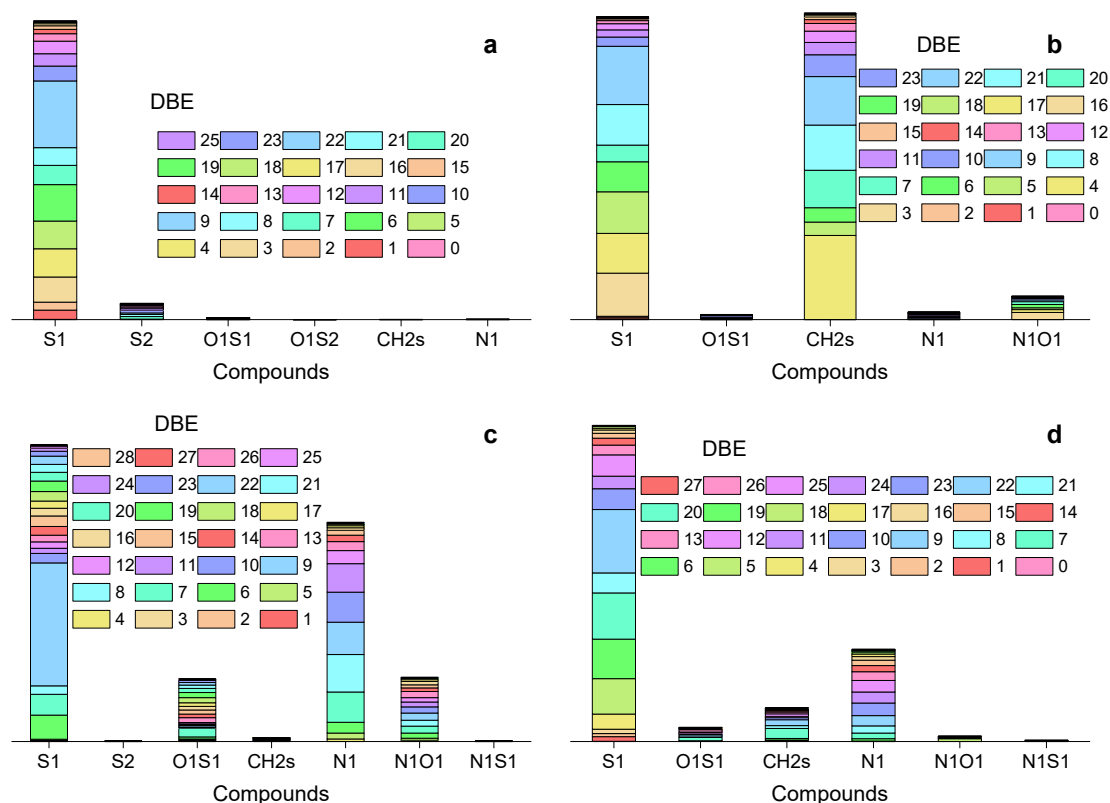 a
DBE
25 23 22 21 20
19 18 17 16 15
14 13 12 11 10
9 8 7 6 5
4 3 2 1 0
S1 S2 O1S1 O1S2 CH2s N1
Compounds
b
DBE
23 22 21 20
19 18 17 16
15 14 13 12
11 10 9 8
7 6 5 4
3 2 1 0
S1 O1S1 CH2s N1 N1O1
Compounds
c
DBE
28 27 26 25
24 23 22 21
20 19 18 17
16 15 14 13
12 11 10 9
8 7 6 5
4 3 2 1
S1 S2 O1S1 CH2s N1 N1O1 N1S1
Compounds
d
DBE
27 26 25 24 23 22 21
20 19 18 17 16 15 14
13 12 11 10 9 8 7
6 5 4 3 2 1 0
S1 O1S1 CH2s N1 N1O1 N1S1
Compounds